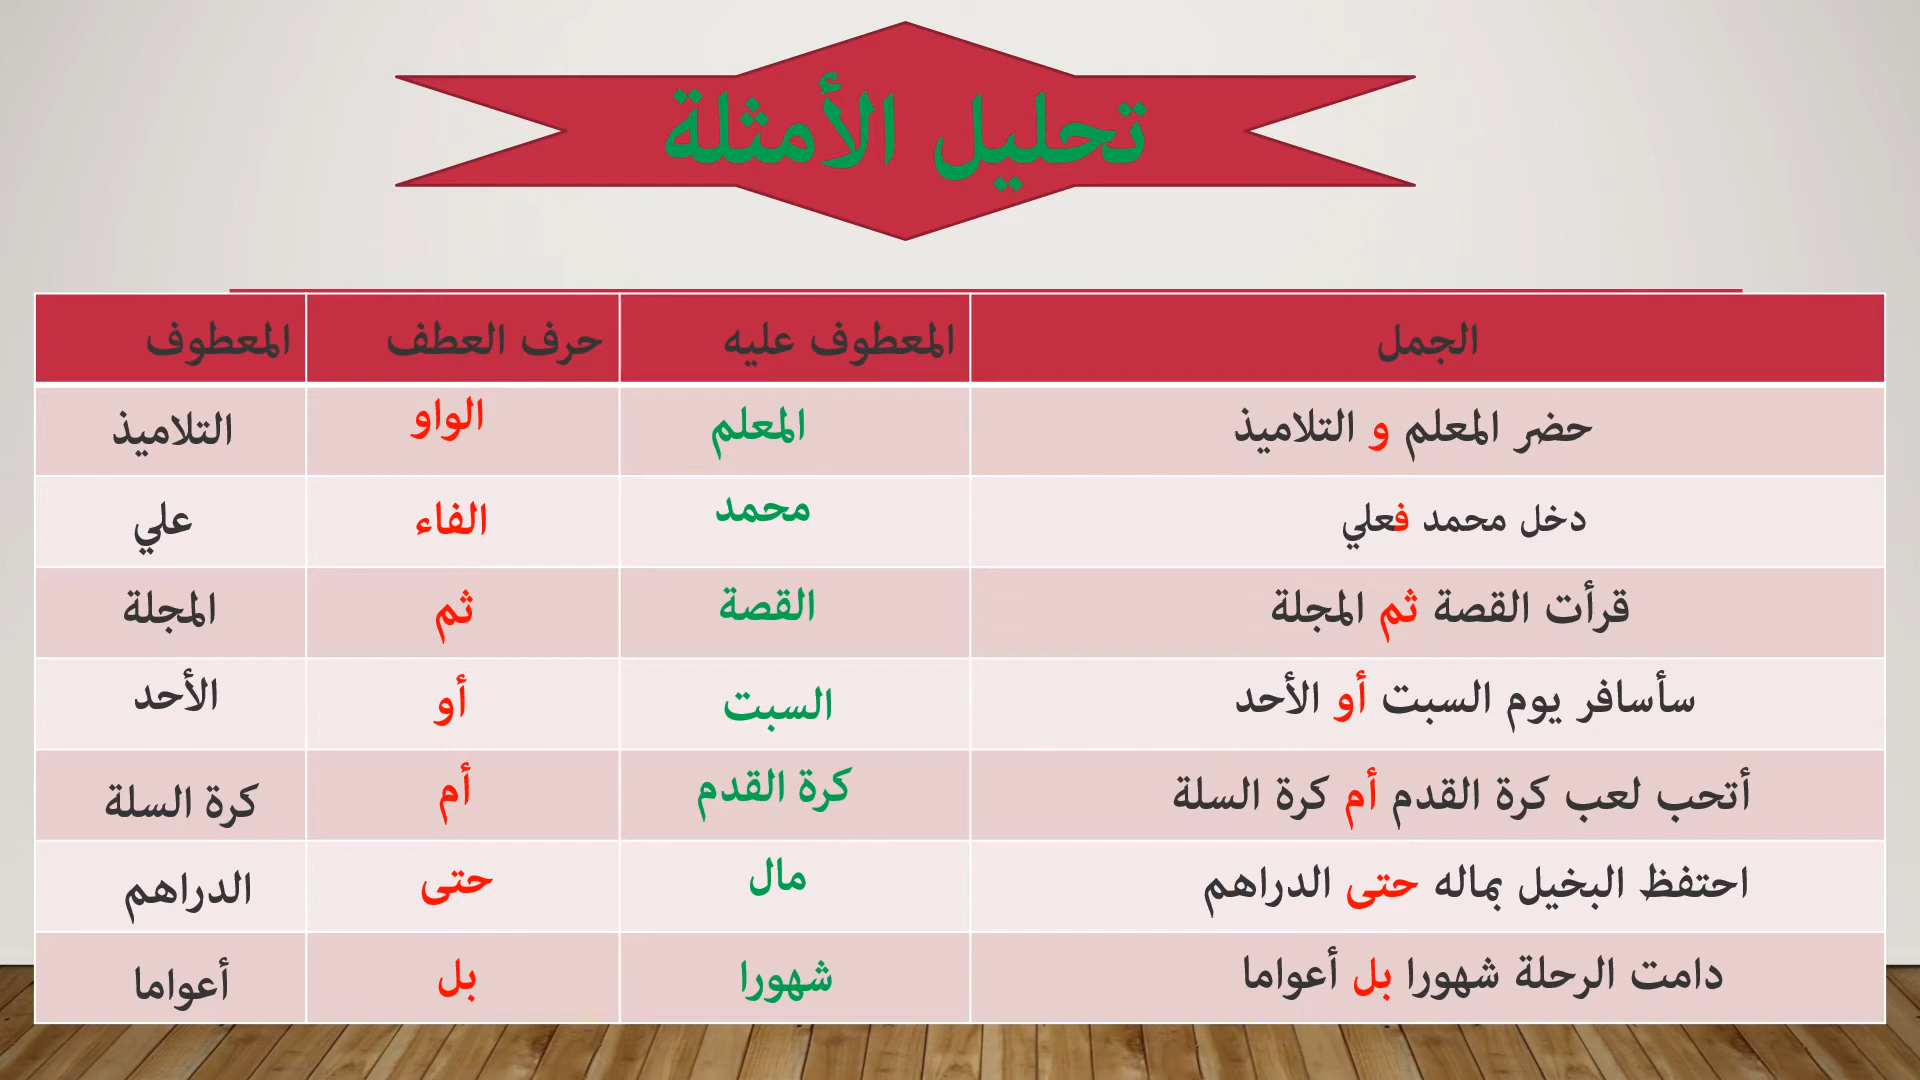 تحليل الأمثلة
الجمل المعطوف عليه حرف العطف المعطوف
حضر المعلم و التلاميذ المعلم الواو التلاميذ
دخل محمد فعلي محمد الفاء علي
قرأت القصة ثم المجلة القصة ثم المجلة
سأسافر يوم السبت أو الأحد السبت أو الأحد
أتحب لعب كرة القدم أم كرة السلة كرة القدم أم كرة السلة
احتفظ البخيل بماله حتى الدراهم مال حتى الدراهم
دامت الرحلة شهورا بل أعواما شهورا بل أعواما